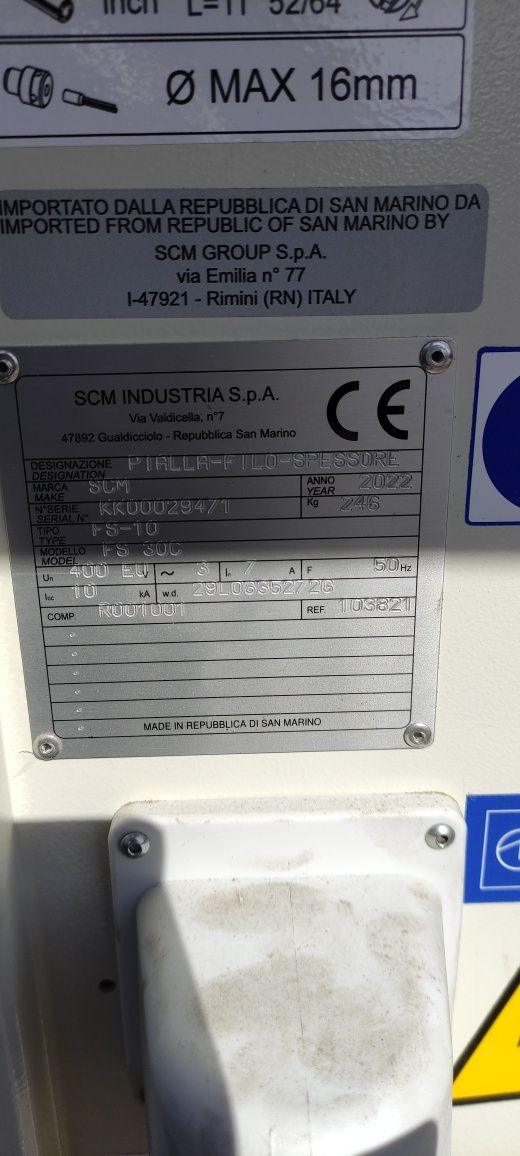 inch L=11" 52/64
Ø MAX 16mm
IMPORTATO DALLA REPUBBLICA DI SAN MARINO DA
IMPORTED FROM REPUBLIC OF SAN MARINO BY
SCM GROUP S.p.A.
via Emilia n° 77
I-47921 - Rimini (RN) ITALY
SCM INDUSTRIA S.p.A.
Via Valdicella, n°7
47892 Gualdicciolo - Repubblica San Marino
CE
DESIGNAZIONE PIALLA-FILO-SPESSORE
DESIGNATION
MARCA SCM ANNO 2022
MAKE YEAR
N°SERIE KK00029471 Kg 246
SERIAL N°
TIPO FS-10
TYPE
MODELLO FS 30C
MODEL
Un 400 EU V ~ 3 In 7 A F 50 Hz
Icc 10 kA w.d. 29L0335272G
COMP. R001001 REF. 103821
MADE IN REPUBBLICA DI SAN MARINO